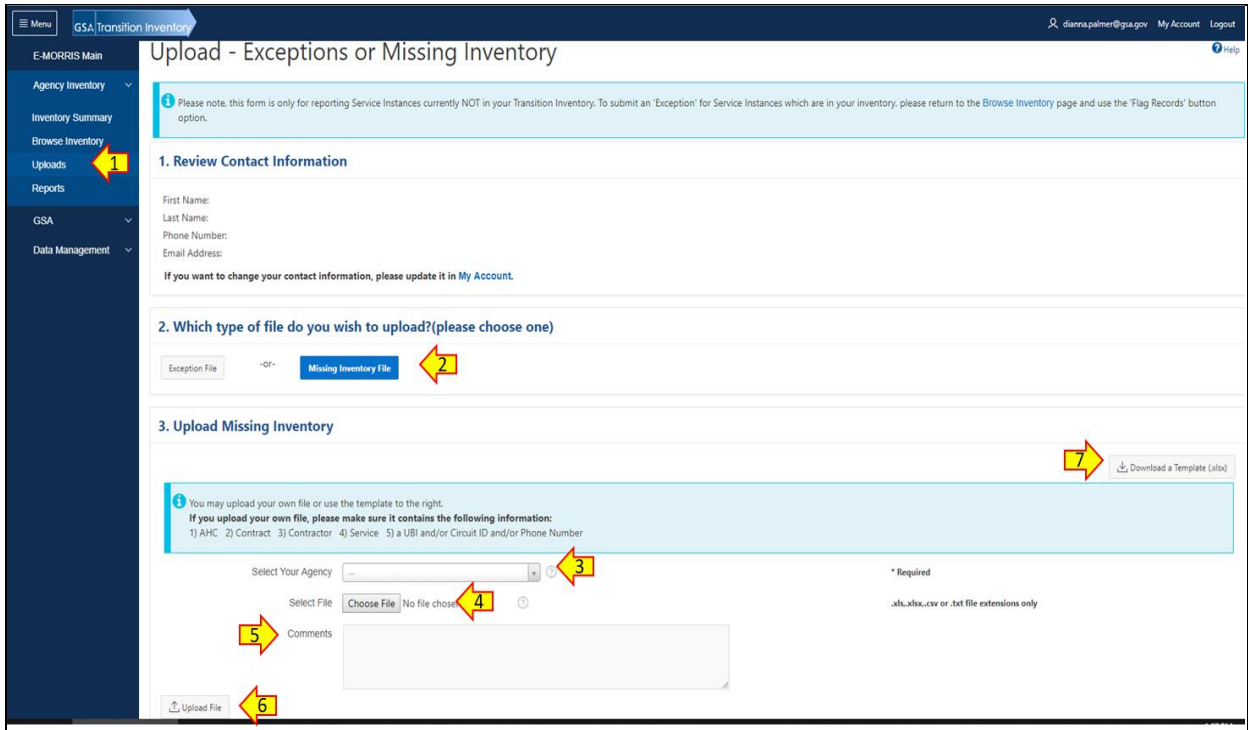 Menu
GSA Transition Inventory
dianna.palmer@gsa.gov My Account Logout
E-MORRIS Main
Agency Inventory
Inventory Summary
Browse Inventory
Uploads
1
Reports
GSA
Data Management
Upload - Exceptions or Missing Inventory
Help
Please note, this form is only for reporting Service Instances currently NOT in your Transition Inventory. To submit an 'Exception' for Service Instances which are in your inventory, please return to the Browse Inventory page and use the 'Flag Records' button
option.
1. Review Contact Information
First Name:
Last Name:
Phone Number:
Email Address:
If you want to change your contact information, please update it in My Account.
2. Which type of file do you wish to upload?(please choose one)
Exception File -or- Missing Inventory File
2
3. Upload Missing Inventory
7
Download a Template (.xlsx)
You may upload your own file or use the template to the right.
If you upload your own file, please make sure it contains the following information:
1) AHC 2) Contract 3) Contractor 4) Service 5) a UBI and/or Circuit ID and/or Phone Number
Select Your Agency ... ? 3 * Required
Select File Choose File No file chosen 4 ? .xls,.xlsx,.csv or .txt file extensions only
5 Comments
Upload File 6